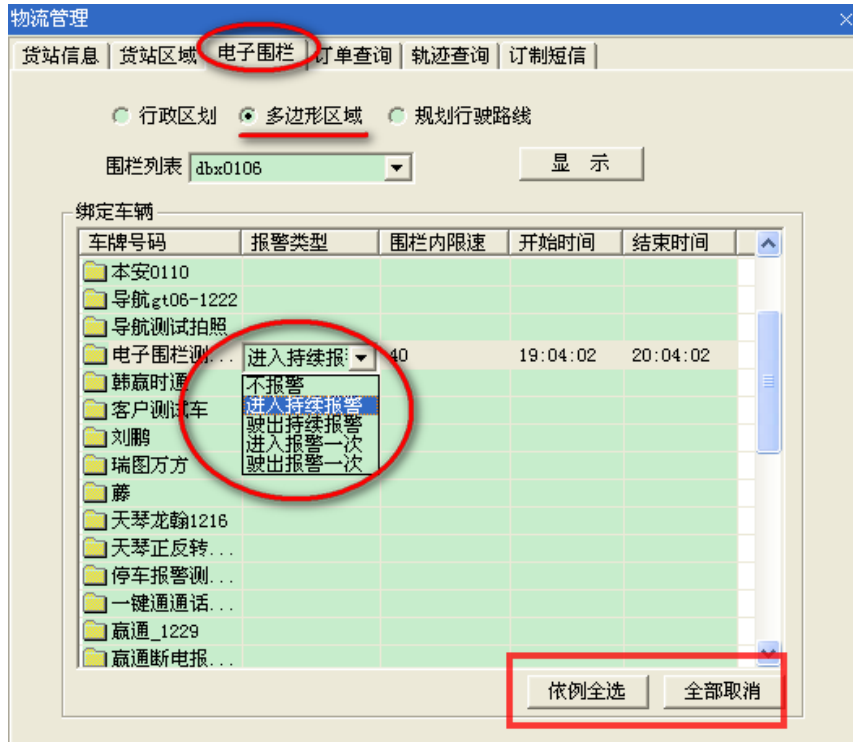 物流管理
货站信息 货站区域 电子围栏 订单查询 轨迹查询 订制短信
行政区划 多边形区域 规划行驶路线
围栏列表 dbx0106 显 示
绑定车辆
车牌号码 报警类型 围栏内限速 开始时间 结束时间
本安0110
导航gt06-1222
导航测试拍照
电子围栏测... 进入持续报 40 19:04:02 20:04:02
韩赢时通
不报警
进入持续报警
驶出持续报警
进入报警一次
驶出报警一次
客户测试车
刘鹏
瑞图万方
藤
天琴龙翰1216
天琴正反转...
停车报警测...
一键通通话...
赢通_1229
赢通断电报...
依例全选 全部取消